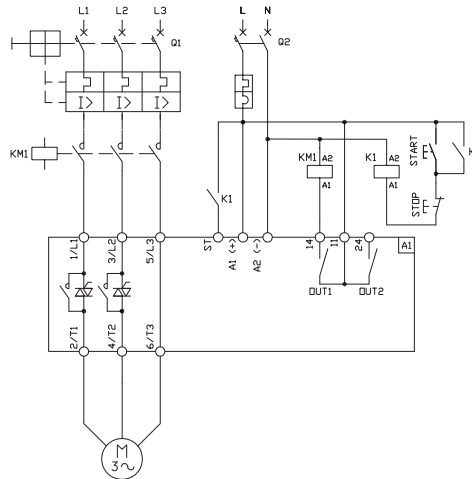 L1 L2 L3 L N
Q1 Q2
I> I> I>
KM1
K1
KM1 A2 A1
K1 A2 A1
START
K
STOP
1/L1 3/L2 5/L3 ST A1 (+) A2 (-) 14 11 24 A1
OUT1 OUT2
2/T1 4/T2 6/T3
M
3~